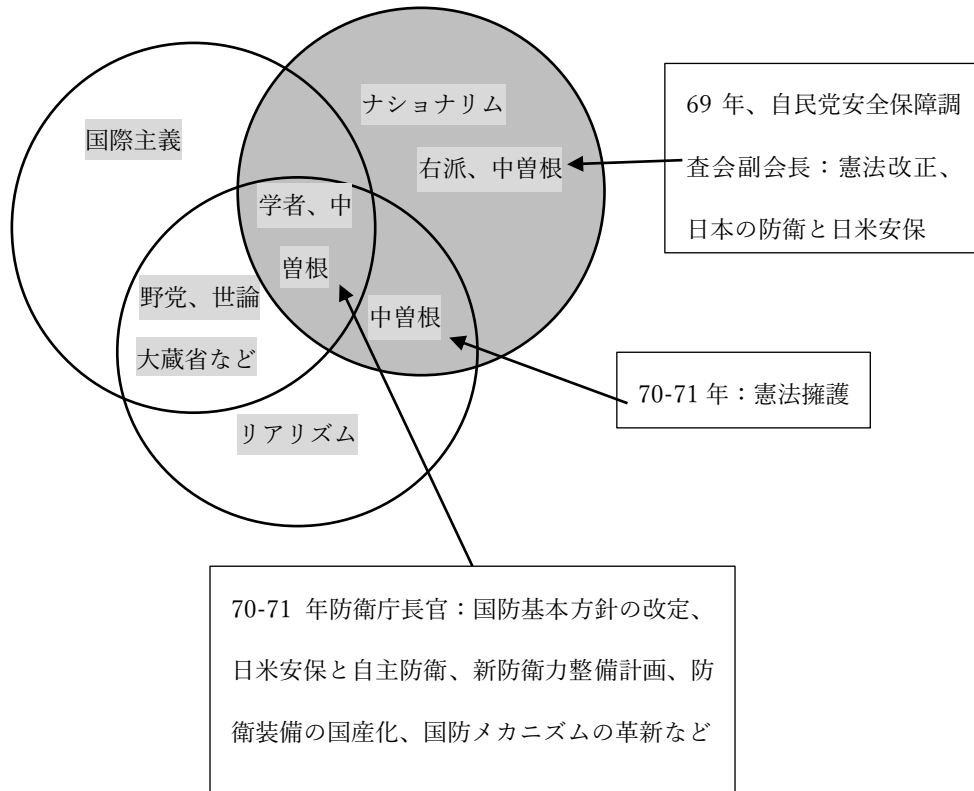 ナショナリム
国際主義
右派、中曽根
学者、中
曽根
野党、世論
大蔵省など
中曽根
リアリズム
69 年、自民党安全保障調
査会副会長：憲法改正、
日本の防衛と日米安保
70-71 年：憲法擁護
70-71 年防衛庁長官：国防基本方針の改定、
日米安保と自主防衛、新防衛力整備計画、防
衛装備の国産化、国防メカニズムの革新など